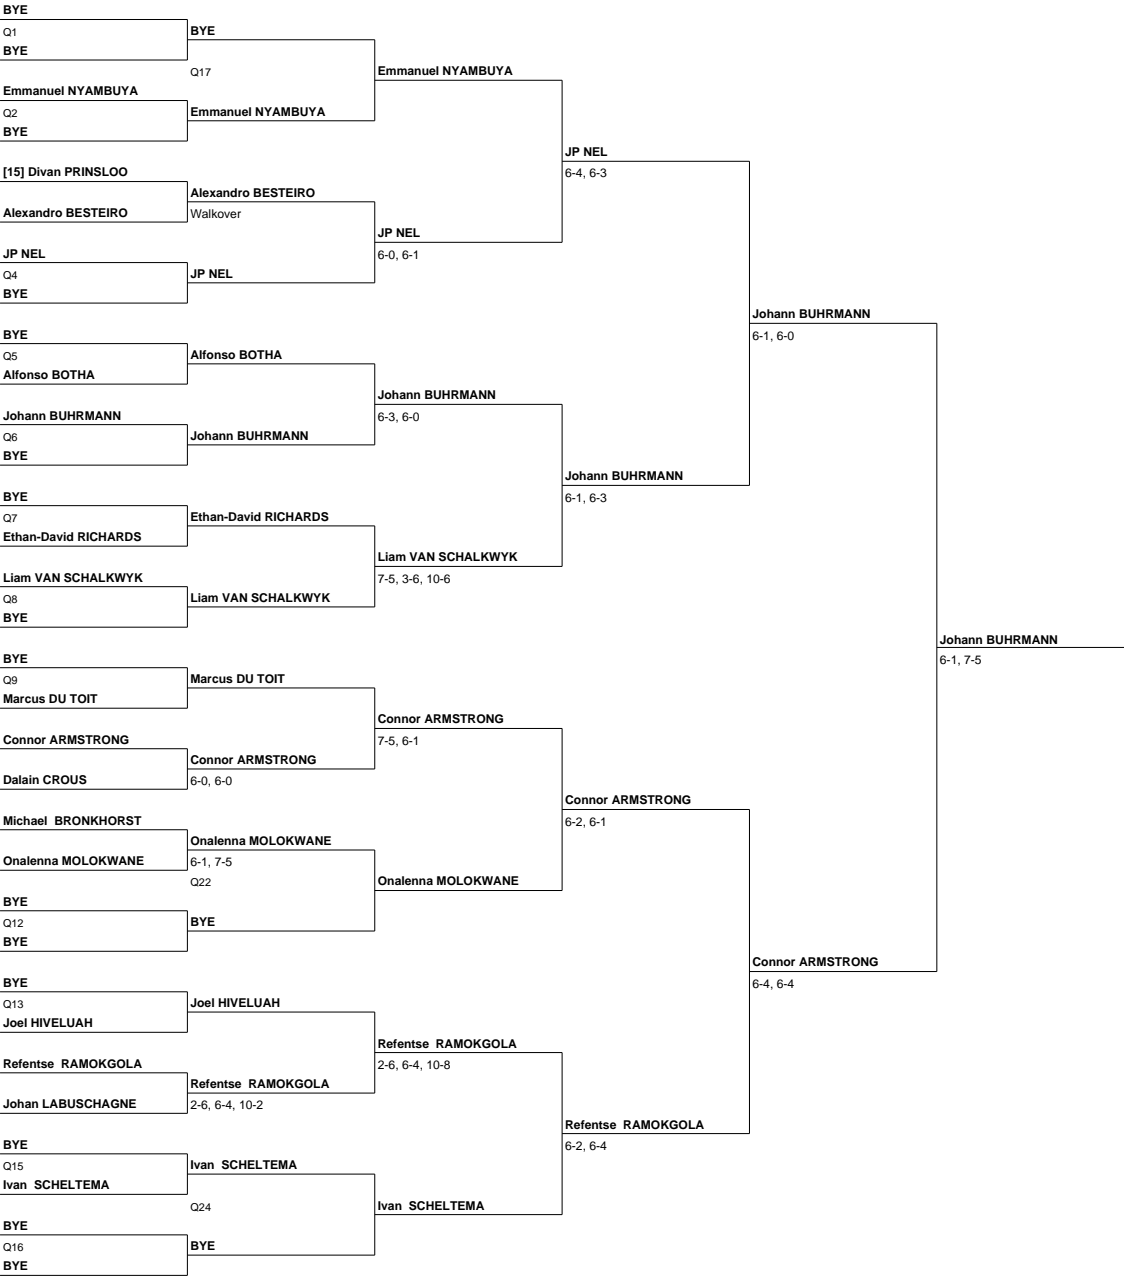 BYE
Q1
BYE
BYE
Q17
Emmanuel NYAMBUYA
Emmanuel NYAMBUYA
Q2
Emmanuel NYAMBUYA
BYE
JP NEL
6-4, 6-3
[15] Divan PRINSLOO
Alexandro BESTEIRO
Alexandro BESTEIRO
Walkover
JP NEL
6-0, 6-1
JP NEL
Q4
JP NEL
BYE
Johann BUHRMANN
6-1, 6-0
BYE
Q5
Alfonso BOTHA
Alfonso BOTHA
Johann BUHRMANN
6-3, 6-0
Johann BUHRMANN
Q6
Johann BUHRMANN
BYE
Johann BUHRMANN
6-1, 6-3
BYE
Q7
Ethan-David RICHARDS
Ethan-David RICHARDS
Liam VAN SCHALKWYK
7-5, 3-6, 10-6
Liam VAN SCHALKWYK
Q8
Liam VAN SCHALKWYK
BYE
Johann BUHRMANN
6-1, 7-5
BYE
Q9
Marcus DU TOIT
Marcus DU TOIT
Connor ARMSTRONG
7-5, 6-1
Connor ARMSTRONG
Connor ARMSTRONG
Dalain CROUS
6-0, 6-0
Connor ARMSTRONG
6-2, 6-1
Michael BRONKHORST
Onalenna MOLOKWANE
Onalenna MOLOKWANE
6-1, 7-5
Q22
Onalenna MOLOKWANE
BYE
Q12
BYE
BYE
Connor ARMSTRONG
6-4, 6-4
BYE
Q13
Joel HIVELUAH
Joel HIVELUAH
Refentse RAMOKGOLA
2-6, 6-4, 10-8
Refentse RAMOKGOLA
Refentse RAMOKGOLA
Johan LABUSCHAGNE
2-6, 6-4, 10-2
Refentse RAMOKGOLA
6-2, 6-4
BYE
Q15
Ivan SCHELTEMA
Ivan SCHELTEMA
Q24
Ivan SCHELTEMA
BYE
Q16
BYE
BYE